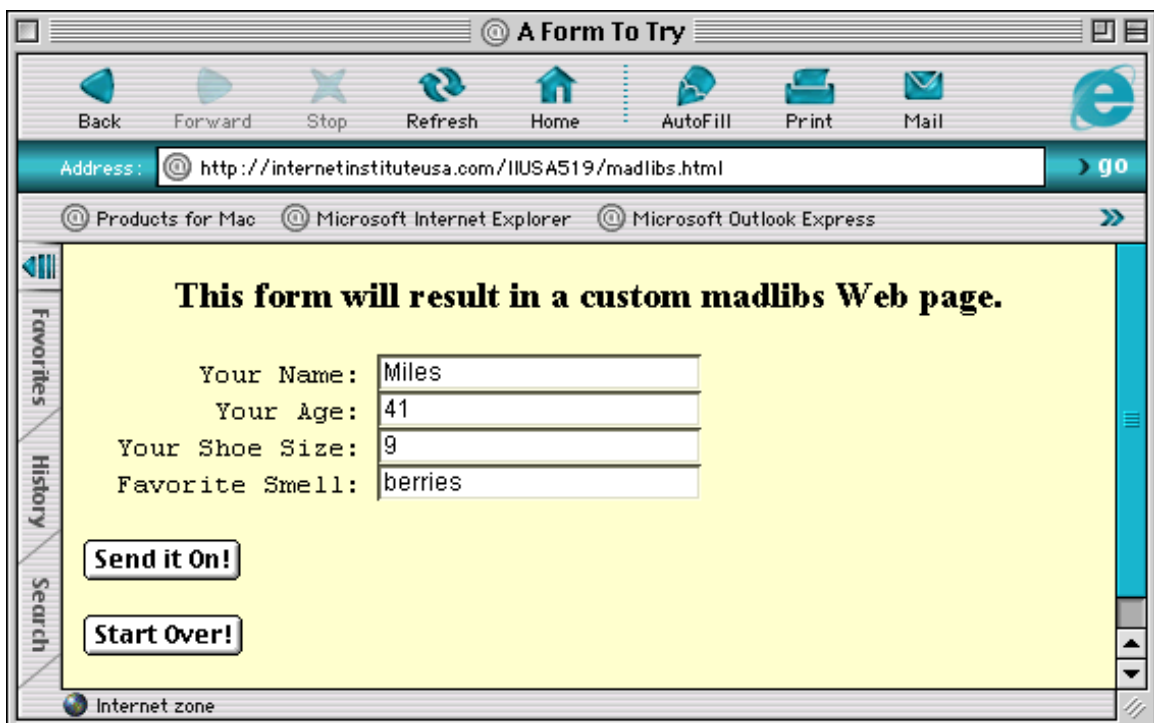 A Form To Try
Back Forward Stop Refresh Home AutoFill Print Mail
Address: http://internetinstituteusa.com/IIUSA519/madlibs.html go
Products for Mac Microsoft Internet Explorer Microsoft Outlook Express
Favorites
History
Search
This form will result in a custom madlibs Web page.
Your Name: Miles
Your Age: 41
Your Shoe Size: 9
Favorite Smell: berries
Send it On!
Start Over!
Internet zone